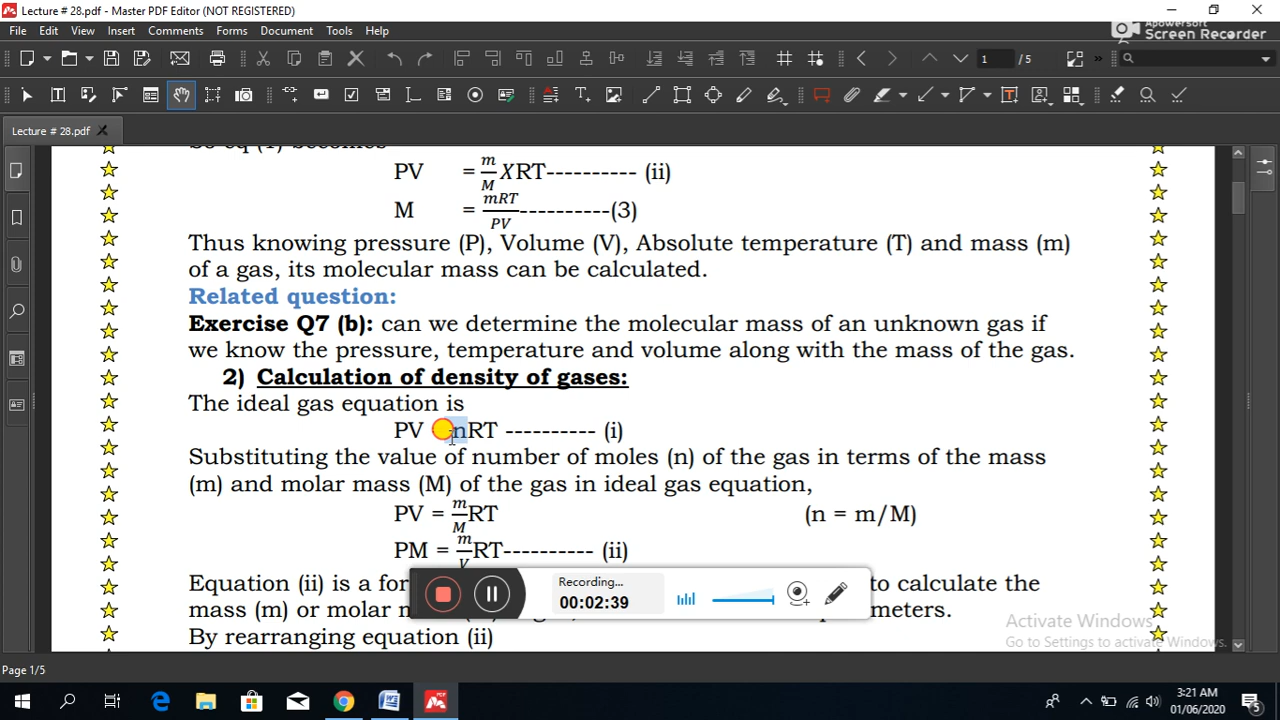 Lecture # 28.pdf - Master PDF Editor (NOT REGISTERED)
File Edit View Insert Comments Forms Document Tools Help
Apowersoft
Screen Recorder
1 / 5
Lecture # 28.pdf
So eq (1) becomes
PV = m/M XRT---------- (ii)
M = mRT/PV ----------(3)
Thus knowing pressure (P), Volume (V), Absolute temperature (T) and mass (m)
of a gas, its molecular mass can be calculated.
Related question:
Exercise Q7 (b): can we determine the molecular mass of an unknown gas if
we know the pressure, temperature and volume along with the mass of the gas.
2) Calculation of density of gases:
The ideal gas equation is
PV nRT ---------- (i)
Substituting the value of number of moles (n) of the gas in terms of the mass
(m) and molar mass (M) of the gas in ideal gas equation,
PV = m/M RT (n = m/M)
PM = m/V RT---------- (ii)
Equation (ii) is a for to calculate the
mass (m) or molar parameters.
By rearranging equation (ii)
Recording...
00:02:39
Activate Windows
Go to Settings to activate Windows.
Page 1/5
3:21 AM
01/06/2020
5